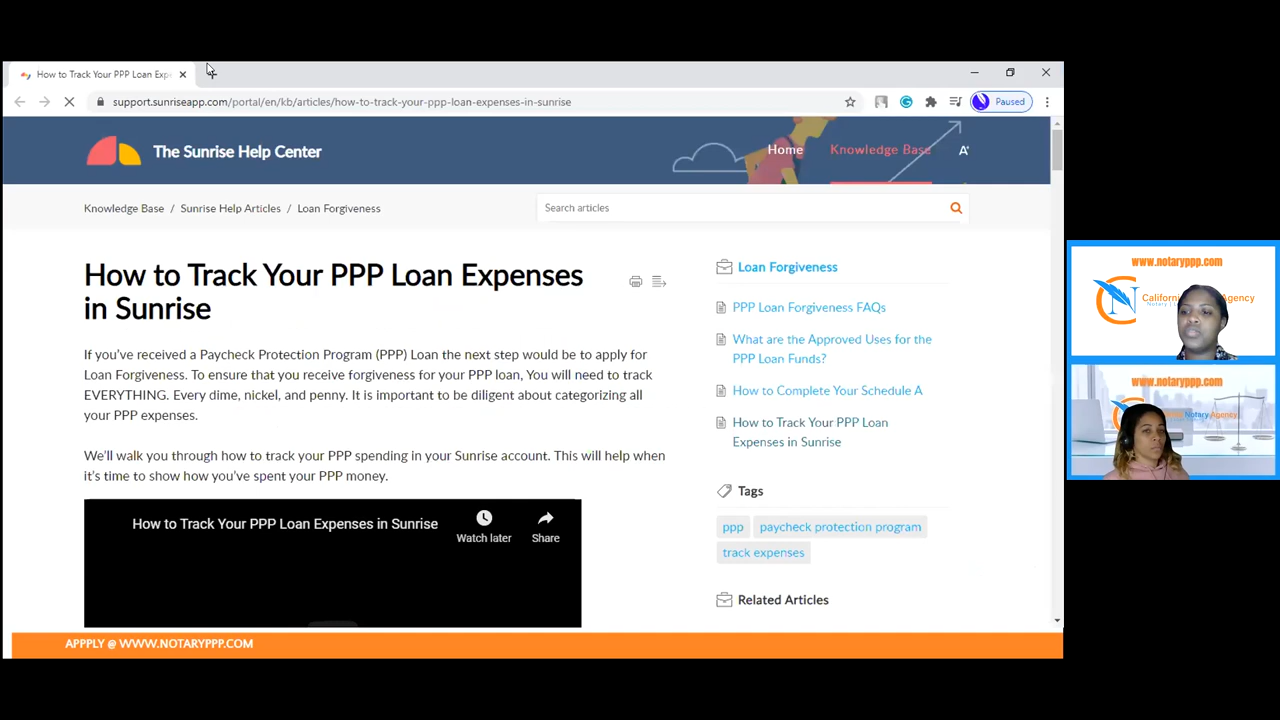 How to Track Your PPP Loan Exp
support.sunriseapp.com/portal/en/kb/articles/how-to-track-your-ppp-loan-expenses-in-sunrise
Paused
The Sunrise Help Center
Home
Knowledge Base
A
Knowledge Base / Sunrise Help Articles / Loan Forgiveness
Search articles
How to Track Your PPP Loan Expenses
in Sunrise
If you've received a Paycheck Protection Program (PPP) Loan the next step would be to apply for
Loan Forgiveness. To ensure that you receive forgiveness for your PPP loan, You will need to track
EVERYTHING. Every dime, nickel, and penny. It is important to be diligent about categorizing all
your PPP expenses.
We'll walk you through how to track your PPP spending in your Sunrise account. This will help when
it's time to show how you've spent your PPP money.
How to Track Your PPP Loan Expenses in Sunrise
Watch later
Share
Loan Forgiveness
PPP Loan Forgiveness FAQs
What are the Approved Uses for the
PPP Loan Funds?
How to Complete Your Schedule A
How to Track Your PPP Loan
Expenses in Sunrise
Tags
ppp
paycheck protection program
track expenses
Related Articles
APPPLY @ WWW.NOTARYPPP.COM
www.notaryppp.com
www.notaryppp.com
Notary Agency